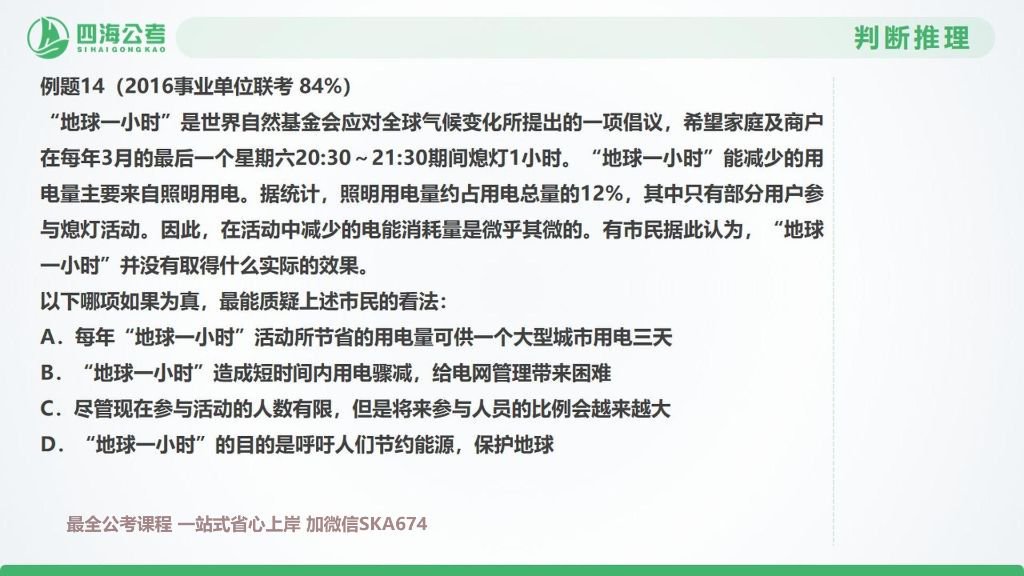 四海公考
SIHAIGONGKAO
判断推理
例题14（2016事业单位联考 84%）
“地球一小时”是世界自然基金会应对全球气候变化所提出的一项倡议，希望家庭及商户
在每年3月的最后一个星期六20:30～21:30期间熄灯1小时。“地球一小时”能减少的用
电量主要来自照明用电。据统计，照明用电量约占用电总量的12%，其中只有部分用户参
与熄灯活动。因此，在活动中减少的电能消耗量是微乎其微的。有市民据此认为，“地球
一小时”并没有取得什么实际的效果。
以下哪项如果为真，最能质疑上述市民的看法：
A．每年“地球一小时”活动所节省的用电量可供一个大型城市用电三天
B．“地球一小时”造成短时间内用电骤减，给电网管理带来困难
C．尽管现在参与活动的人数有限，但是将来参与人员的比例会越来越大
D．“地球一小时”的目的是呼吁人们节约能源，保护地球
最全公考课程 一站式省心上岸 加微信SKA674